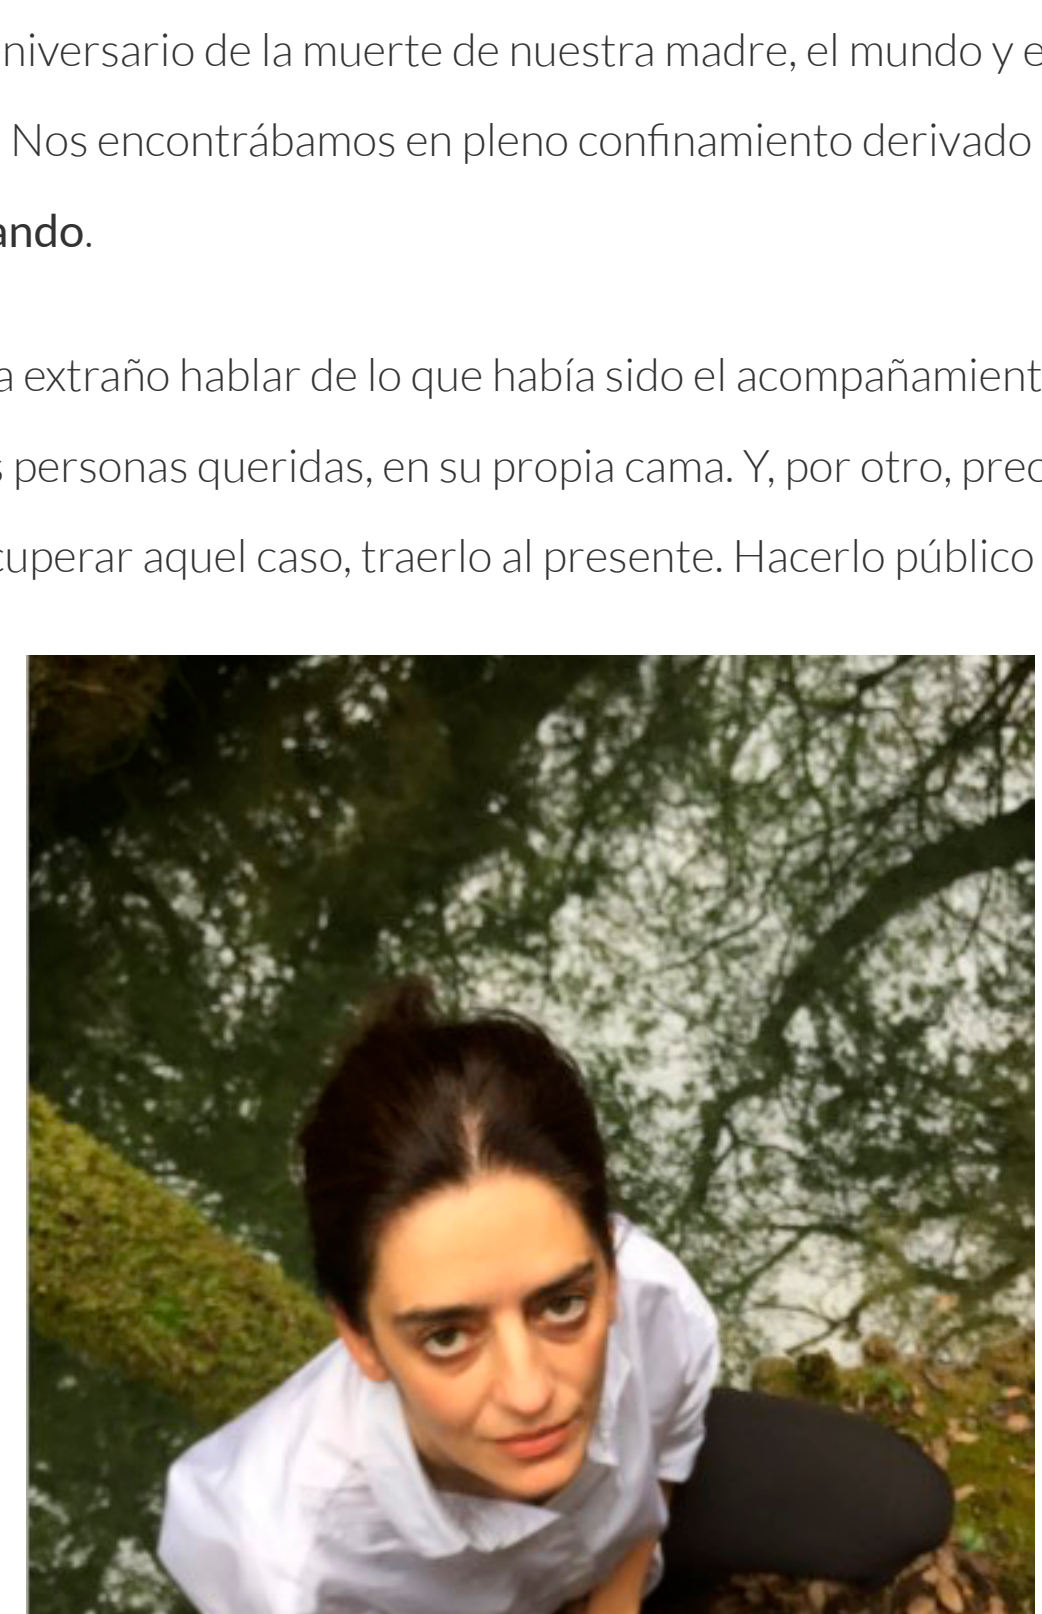 niversario de la muerte de nuestra madre, el mundo y e
Nos encontrábamos en pleno confinamiento derivado
ando.
a extraño hablar de lo que había sido el acompañamient
s personas queridas, en su propia cama. Y, por otro, prec
cuperar aquel caso, traerlo al presente. Hacerlo público